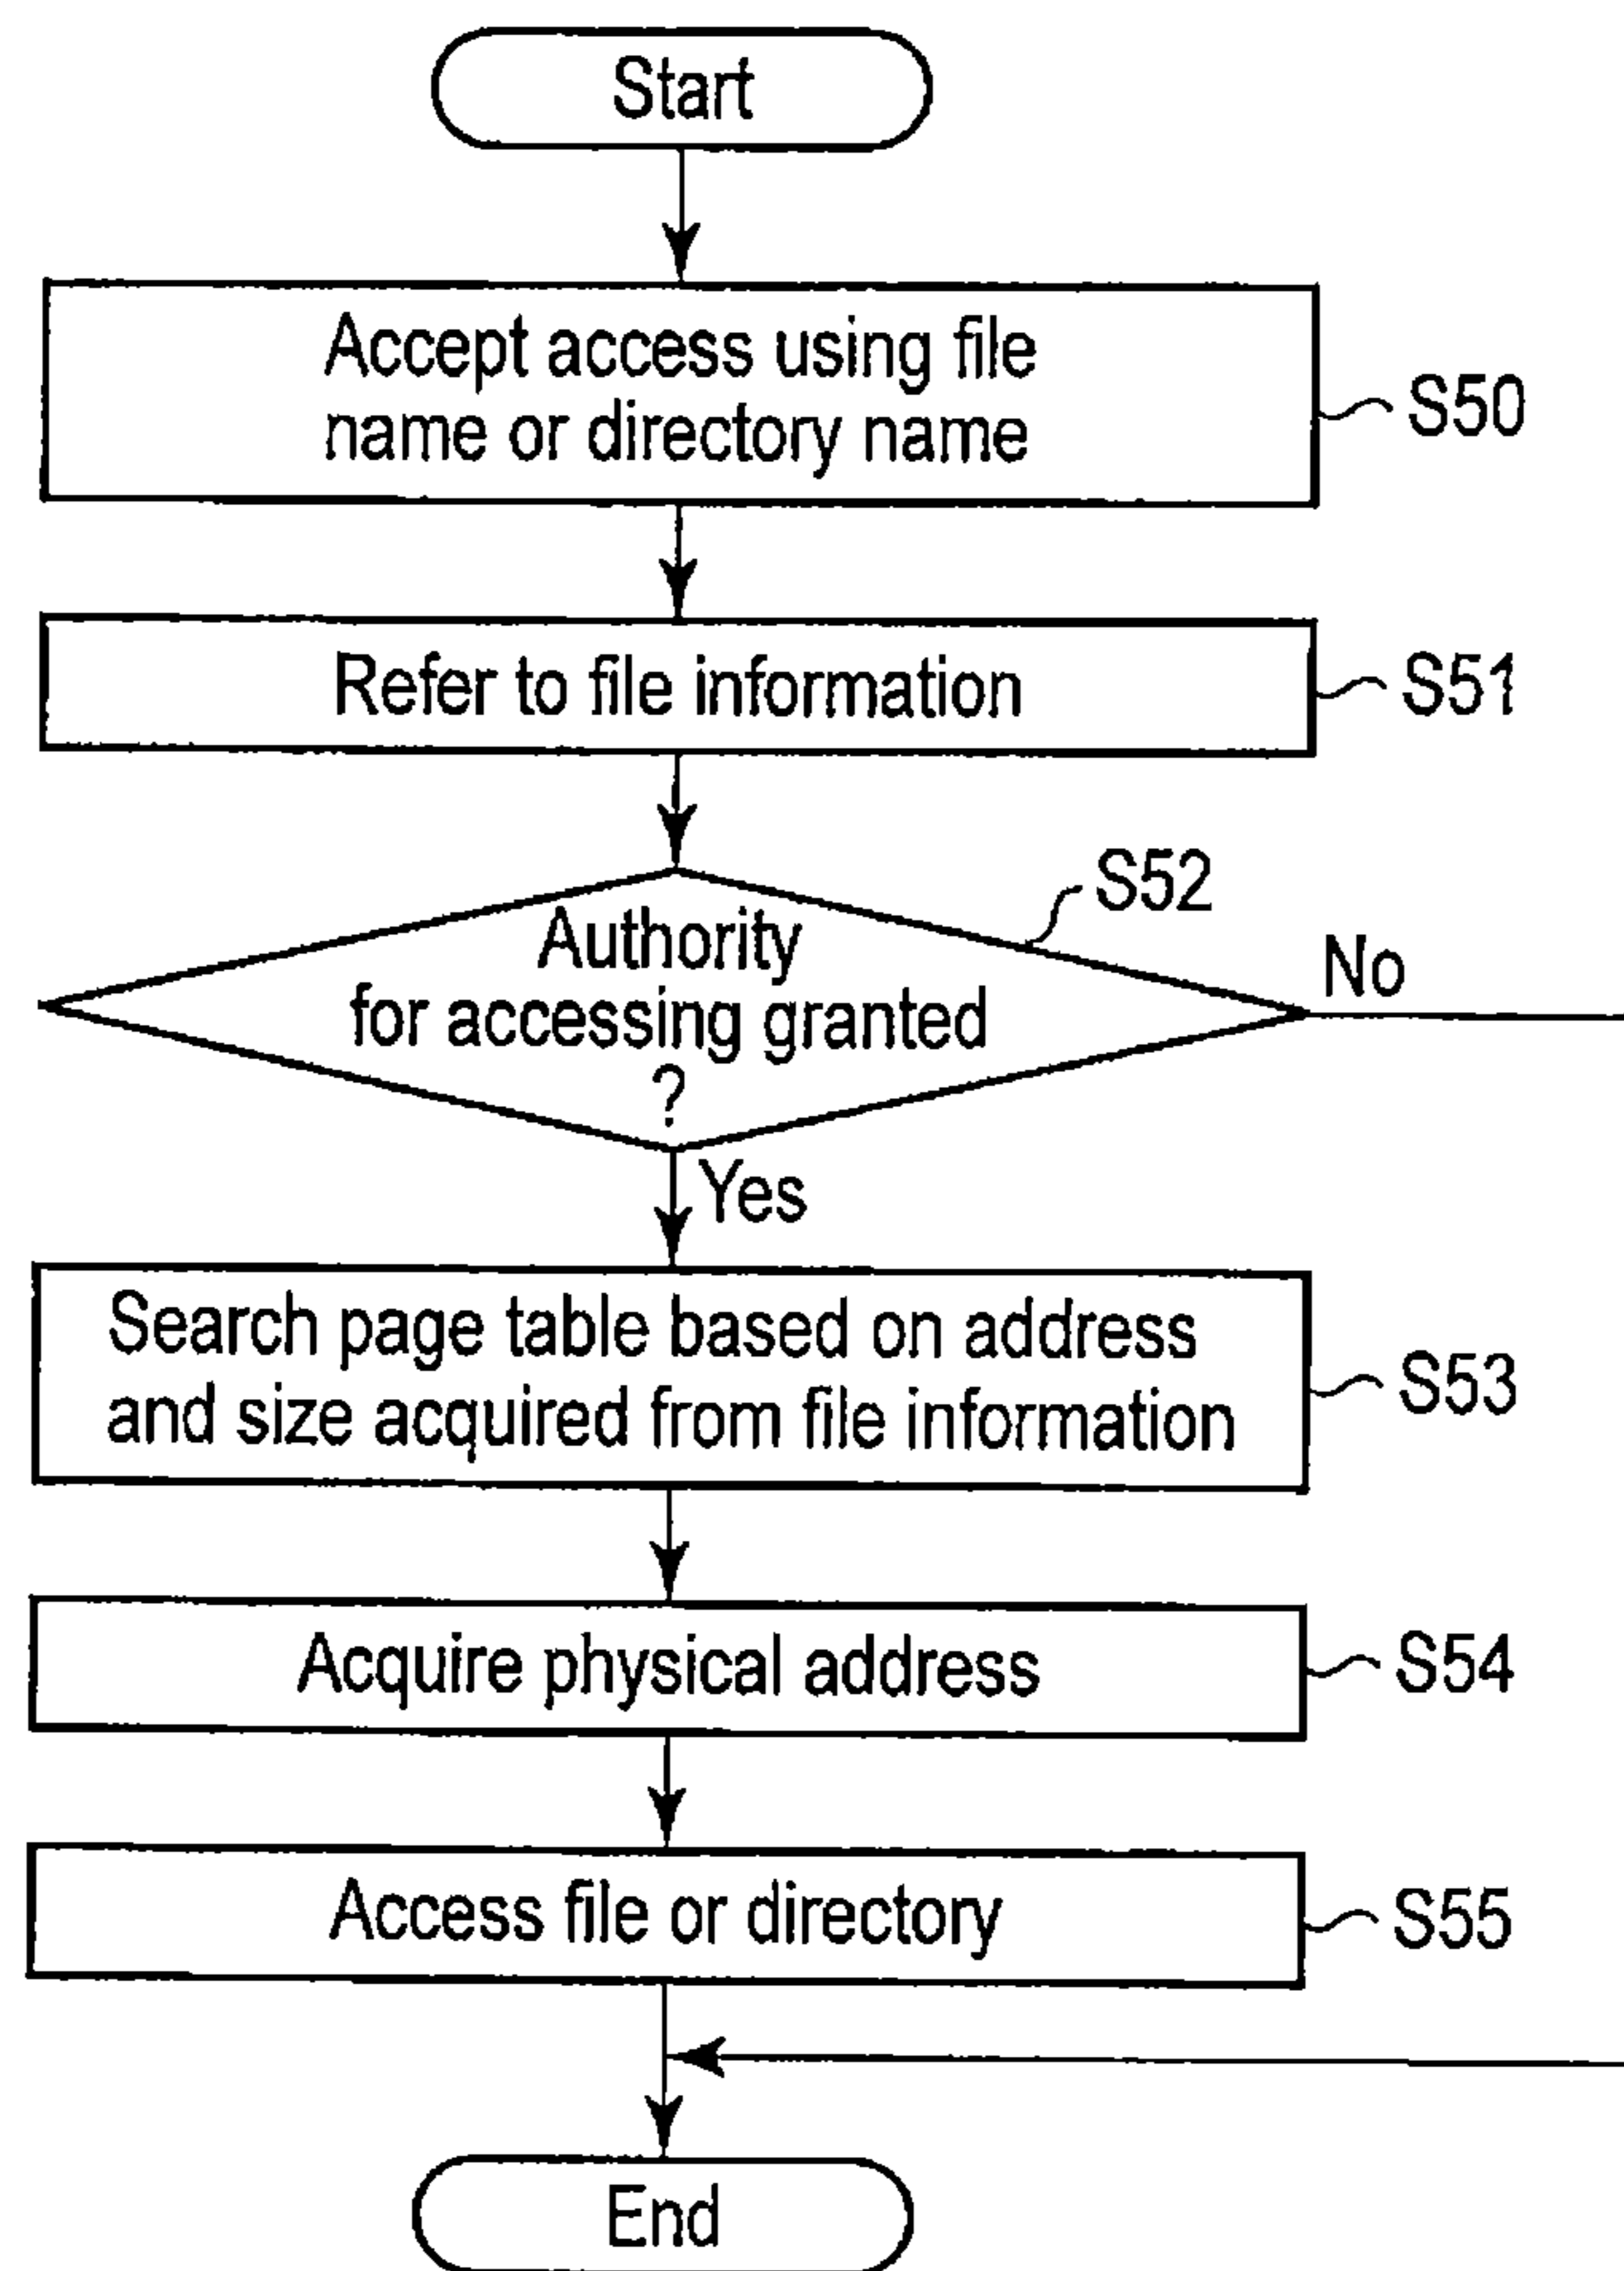 Start
Accept access using file
name or directory name
S50
Refer to file information
S51
S52
Authority
for accessing granted
?
No
Yes
Search page table based on address
and size acquired from file information
S53
Acquire physical address
S54
Access file or directory
S55
End